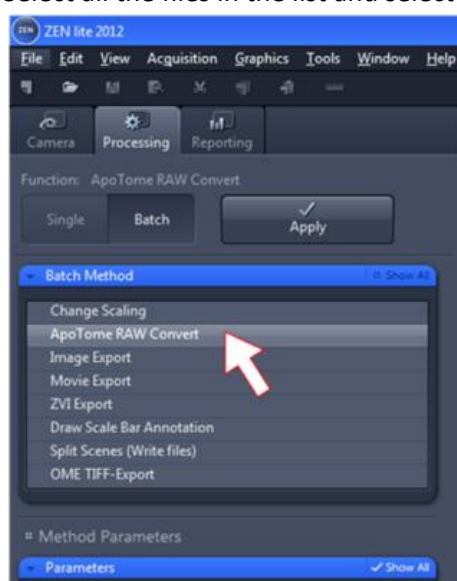 select all the files in the list and select
ZEN ZEN lite 2012
File Edit View Acquisition Graphics Tools Window Help
Camera Processing Reporting
Function: ApoTome RAW Convert
Single Batch Apply
Batch Method Show All
Change Scaling
ApoTome RAW Convert
Image Export
Movie Export
ZVI Export
Draw Scale Bar Annotation
Split Scenes (Write files)
OME TIFF-Export
Method Parameters
Parameters Show All